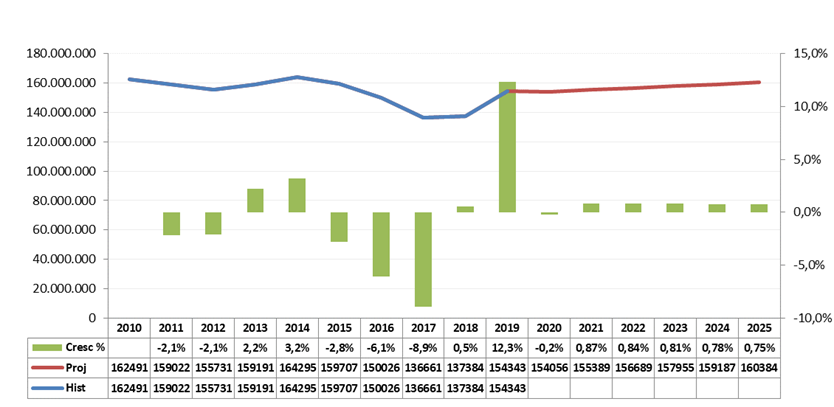 180.000.000 15,0%
160.000.000
140.000.000 10,0%
120.000.000
100.000.000 5,0%
80.000.000
60.000.000 0,0%
40.000.000
20.000.000 -5,0%
0 -10,0%
2010 2011 2012 2013 2014 2015 2016 2017 2018 2019 2020 2021 2022 2023 2024 2025
Cresc % -2,1% -2,1% 2,2% 3,2% -2,8% -6,1% -8,9% 0,5% 12,3% -0,2% 0,87% 0,84% 0,81% 0,78% 0,75%
Proj 162491 159022 155731 159191 164295 159707 150026 136661 137384 154343 154056 155389 156689 157955 159187 160384
Hist 162491 159022 155731 159191 164295 159707 150026 136661 137384 154343